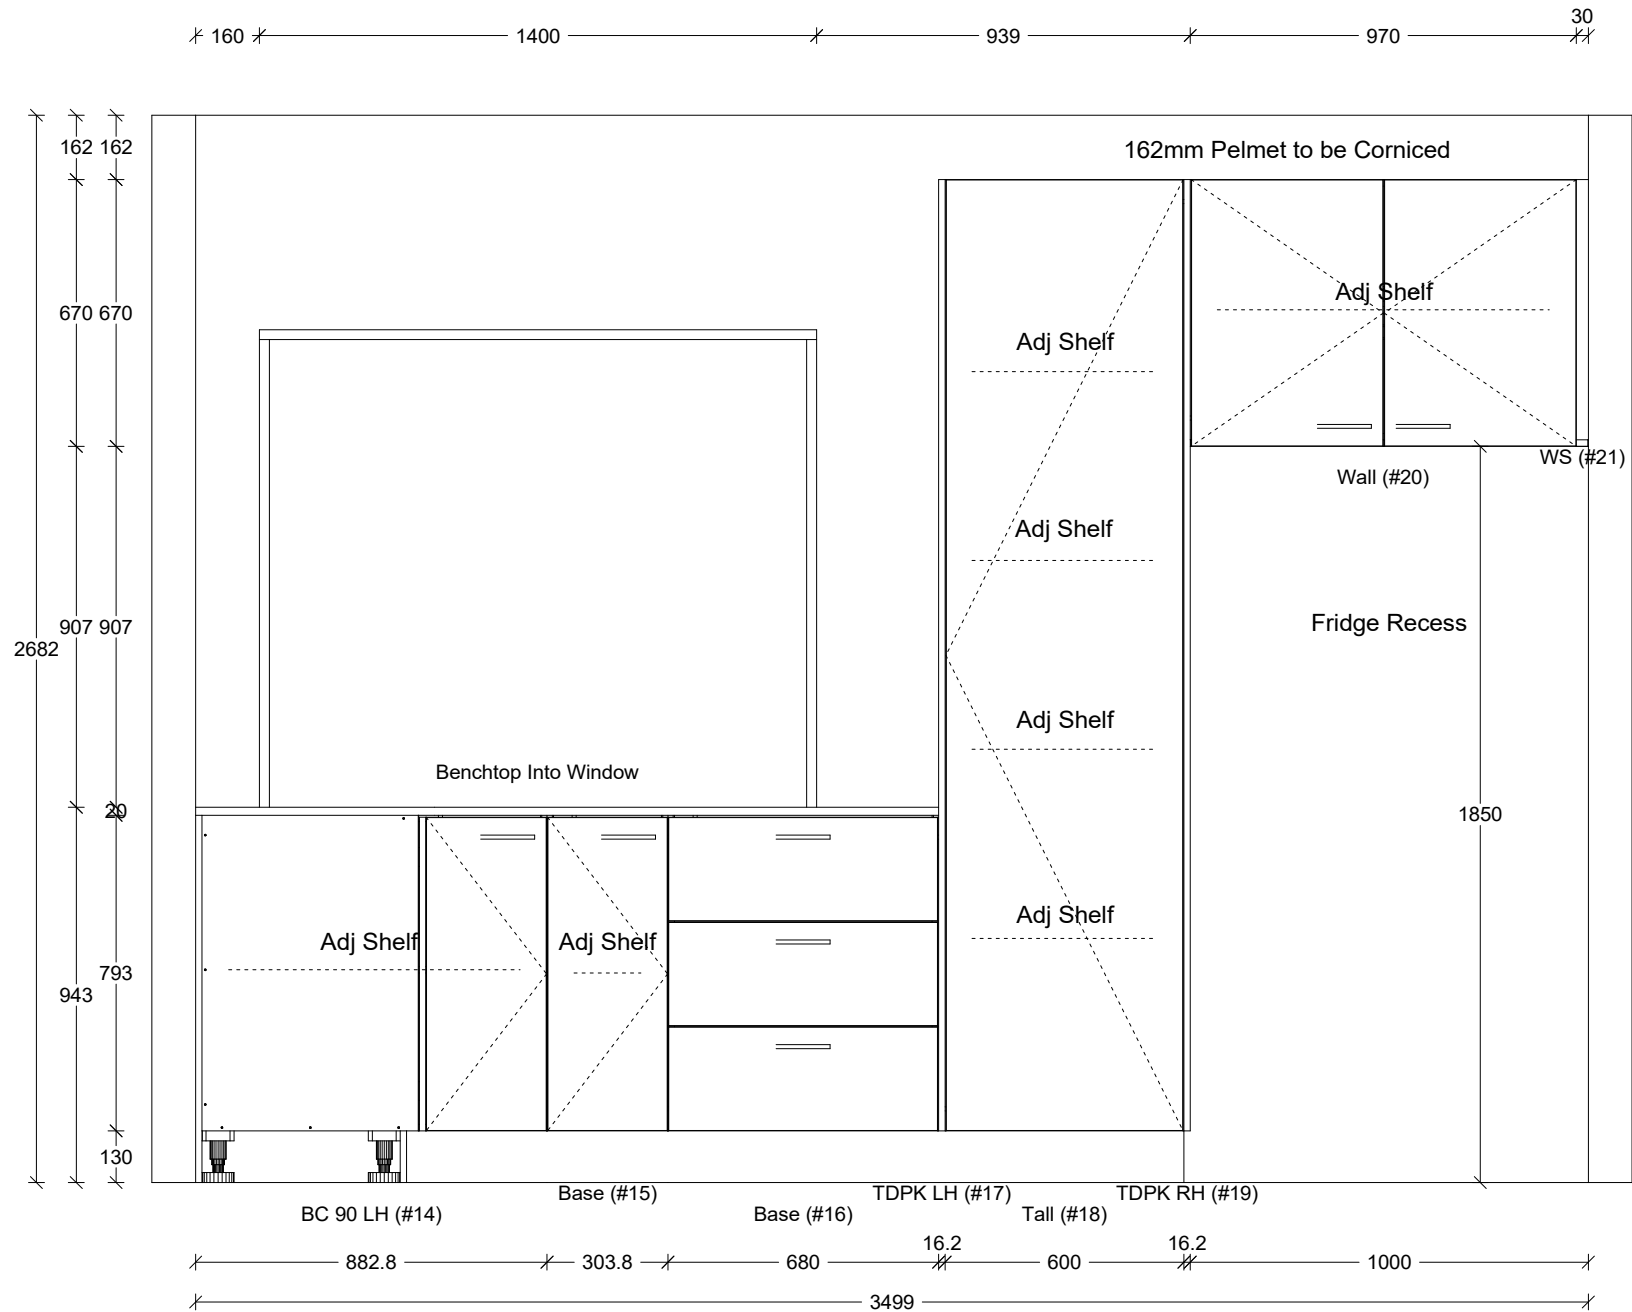 30
160 1400 939 970
162 162
162mm Pelmet to be Corniced
670 670
Adj Shelf
Adj Shelf
WS (#21)
Wall (#20)
Adj Shelf
907 907
Fridge Recess
2682
Adj Shelf
Benchtop Into Window
20
1850
Adj Shelf
Adj Shelf
Adj Shelf
793
943
130
Base (#15)
TDPK LH (#17)
TDPK RH (#19)
BC 90 LH (#14)
Base (#16)
Tall (#18)
16.2 16.2
882.8 303.8 680 600 1000
3499